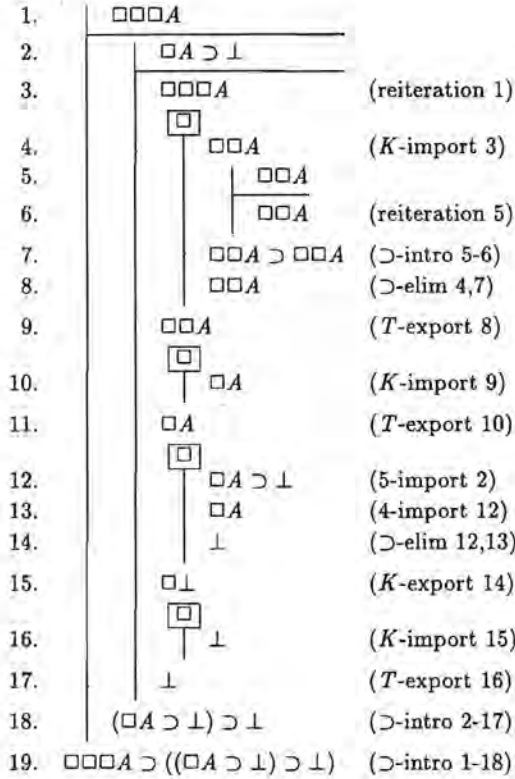 1. □□□A
2. □A ⊃ ⊥
3. □□□A (reiteration 1)
□
4. □□A (K-import 3)
5. □□A
6. □□A (reiteration 5)
7. □□A ⊃ □□A (⊃-intro 5-6)
8. □□A (⊃-elim 4,7)
9. □□A (T-export 8)
□
10. □A (K-import 9)
11. □A (T-export 10)
□
12. □A ⊃ ⊥ (5-import 2)
13. □A (4-import 12)
14. ⊥ (⊃-elim 12,13)
15. □⊥ (K-export 14)
□
16. ⊥ (K-import 15)
17. ⊥ (T-export 16)
18. (□A ⊃ ⊥) ⊃ ⊥ (⊃-intro 2-17)
19. □□□A ⊃ ((□A ⊃ ⊥) ⊃ ⊥) (⊃-intro 1-18)